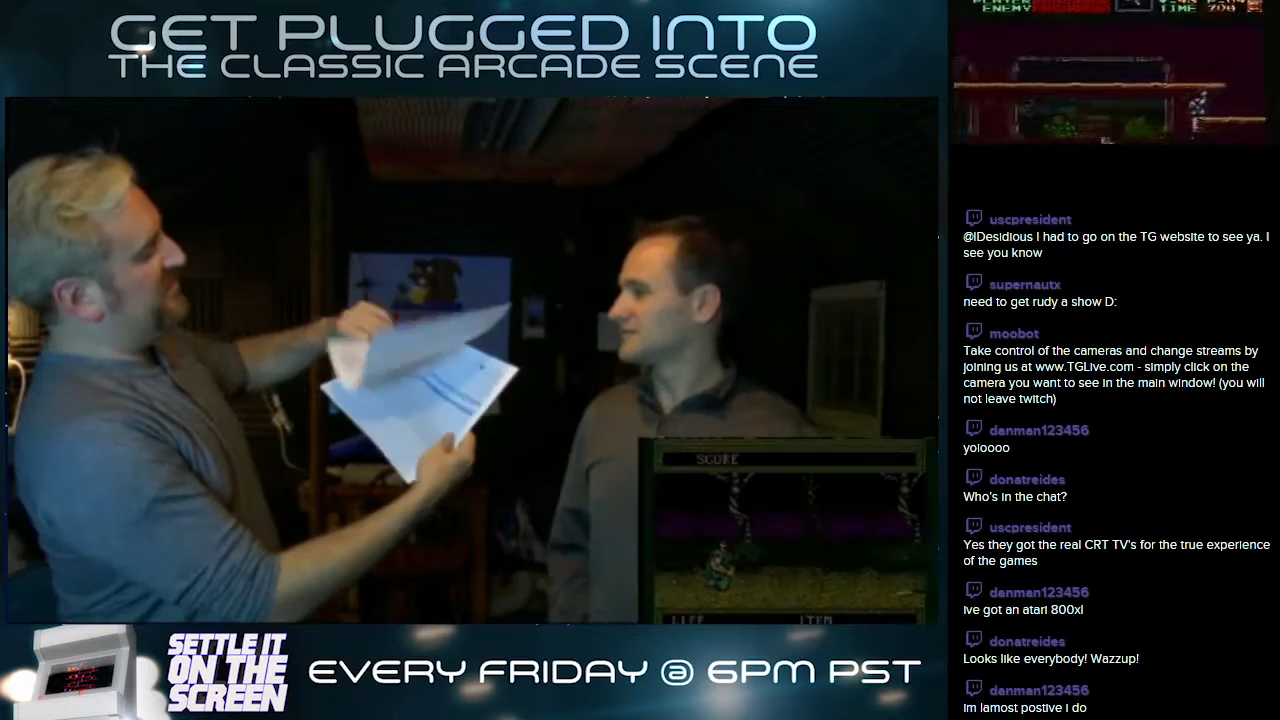 GET PLUGGED INTO
THE CLASSIC ARCADE SCENE
PLAYER
ENEMY
TIME
SCORE
LIFE ITEM
SETTLE IT
ON THE
SCREEN
EVERY FRIDAY @ 6PM PST
uscpresident
@IDesidious I had to go on the TG website to see ya. I
see you know
supernautx
need to get rudy a show D:
moobot
Take control of the cameras and change streams by
joining us at www.TGLive.com - simply click on the
camera you want to see in the main window! (you will
not leave twitch)
danman123456
yoloooo
donatreides
Who's in the chat?
uscpresident
Yes they got the real CRT TV's for the true experience
of the games
danman123456
ive got an atari 800xl
donatreides
Looks like everybody! Wazzup!
danman123456
im lamost postive I do